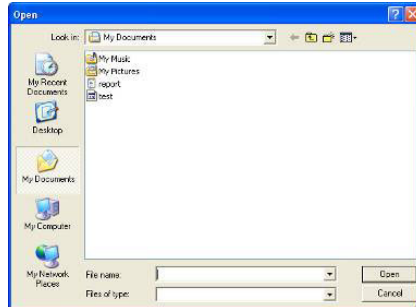 Open
Look in:
My Documents
My Recent
Documents
Desktop
My Documents
My Computer
My Network
Places
My Music
My Pictures
report
test
File name:
Open
Files of type:
Cancel